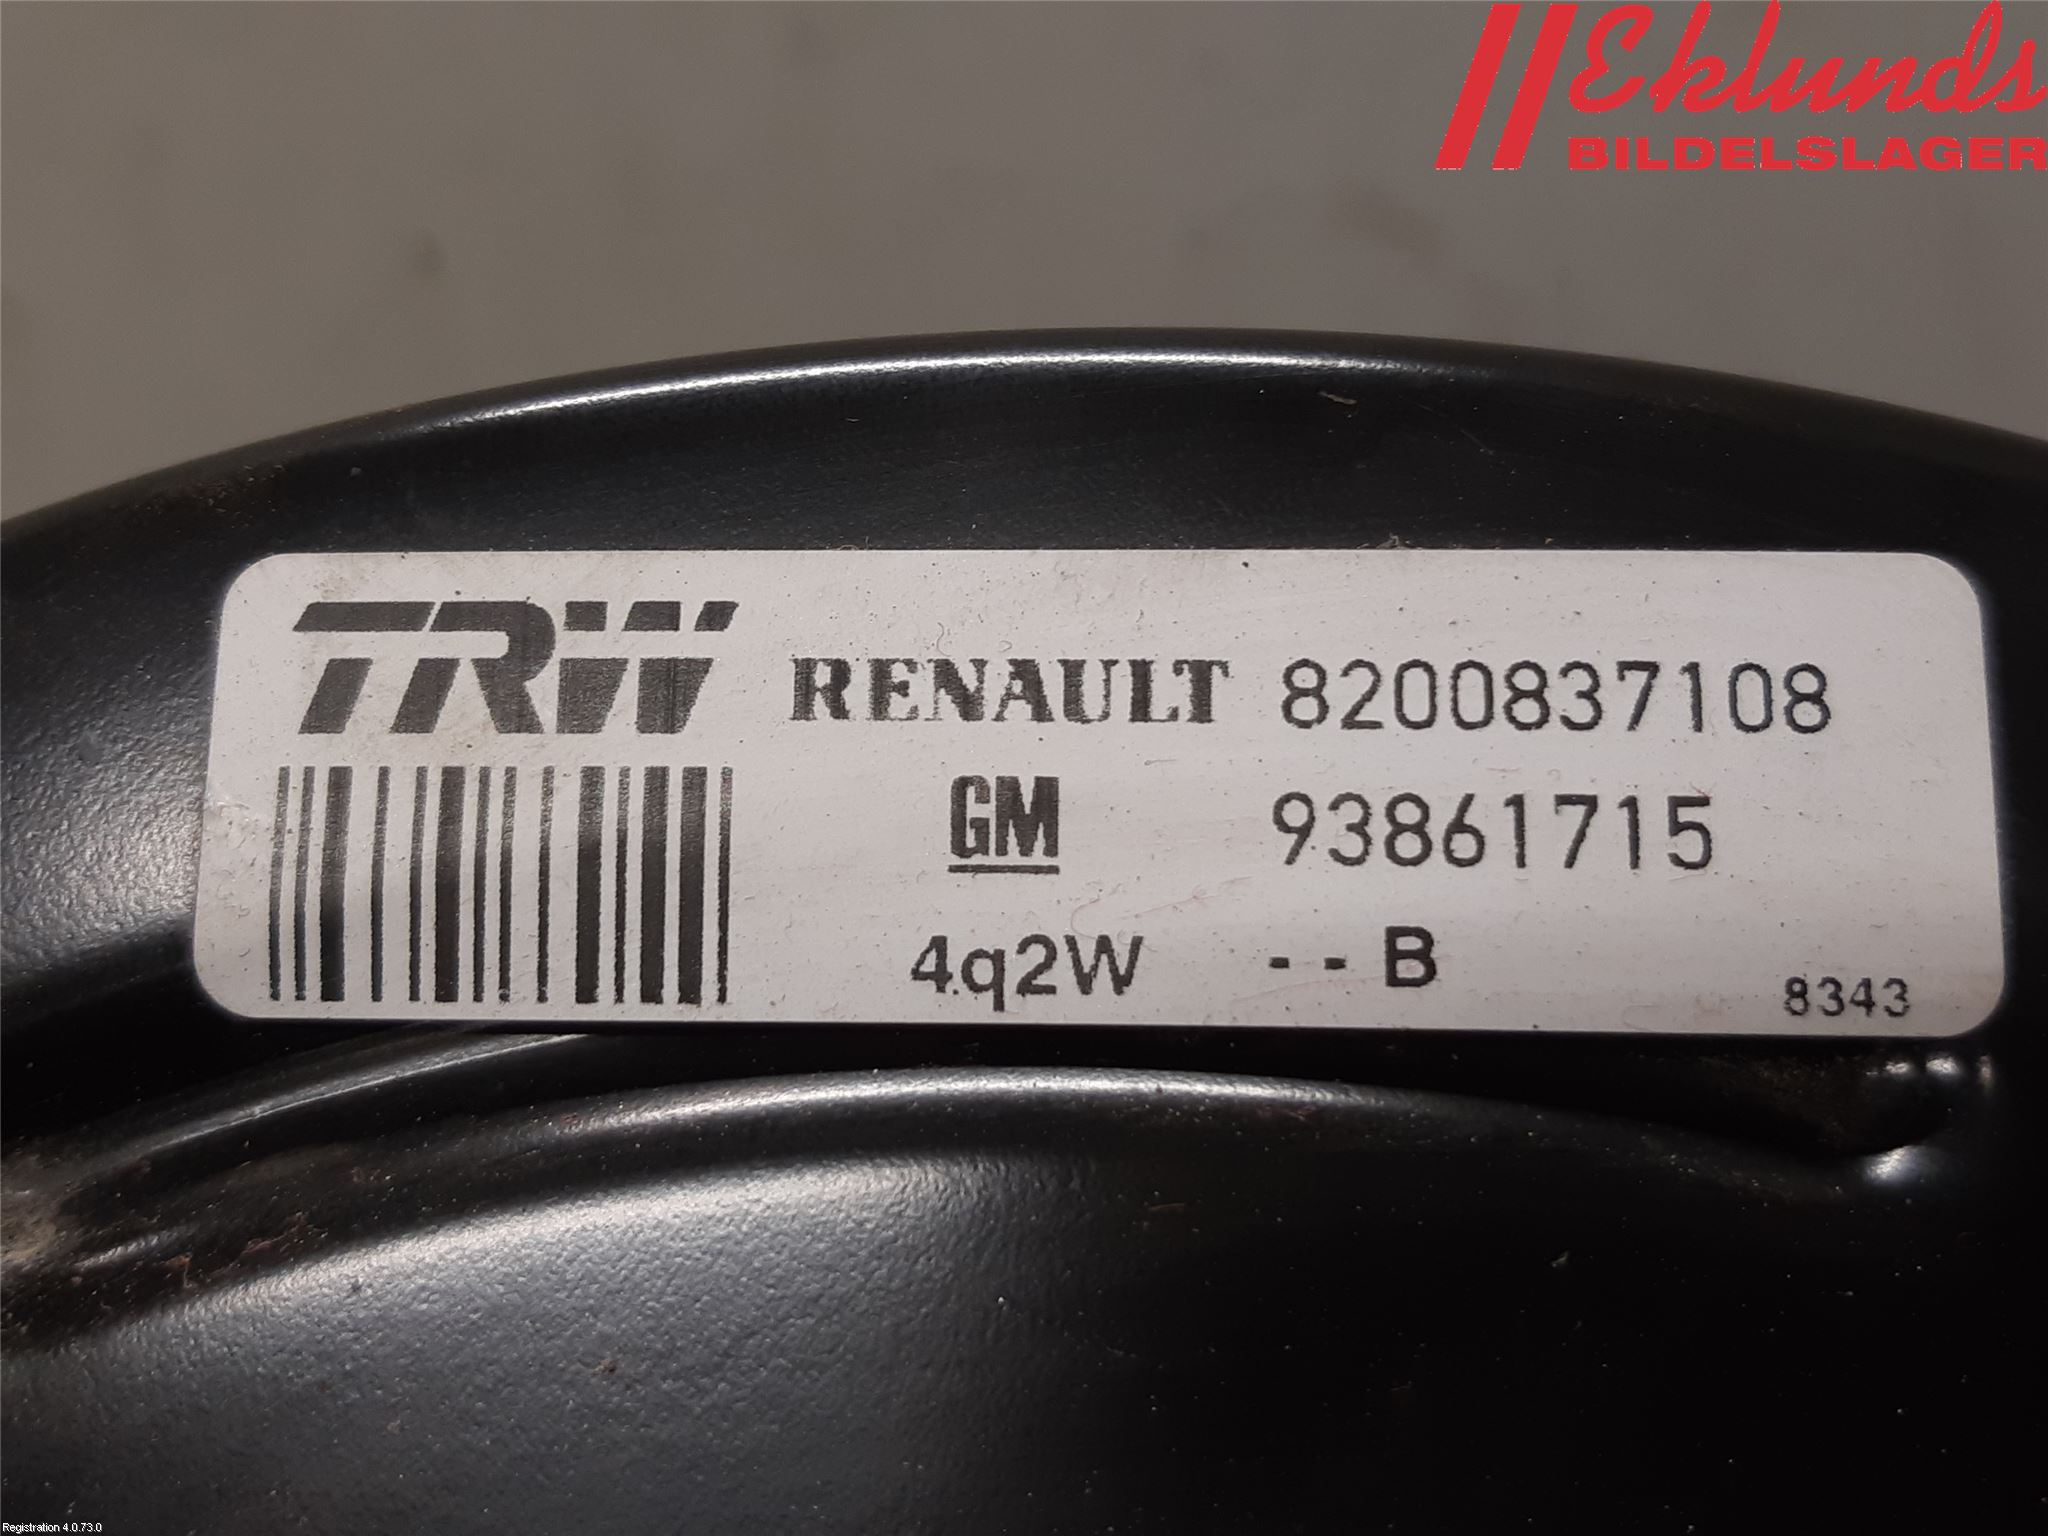 Eklunds
BILDELSLAGER
TRW RENAULT 8200837108
GM 93861715
4q2W --B 8343
Registration 4.0.73.0